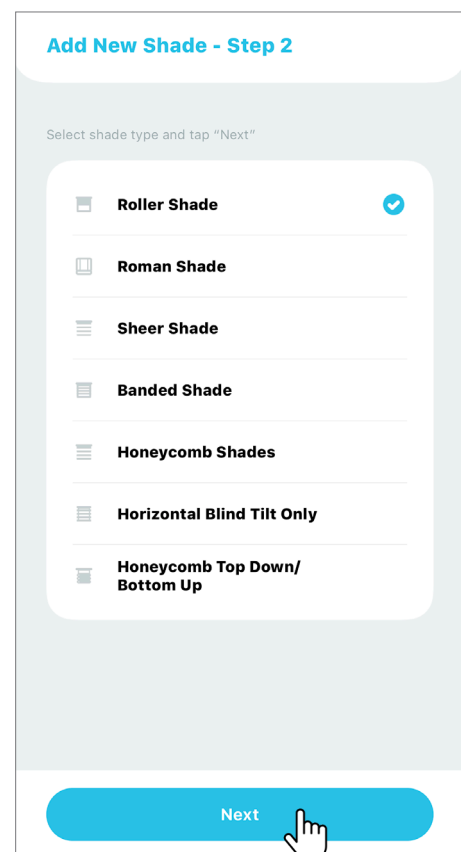 Add New Shade - Step 2
Select shade type and tap “Next”
Roller Shade
Roman Shade
Sheer Shade
Banded Shade
Honeycomb Shades
Horizontal Blind Tilt Only
Honeycomb Top Down/
Bottom Up
Next